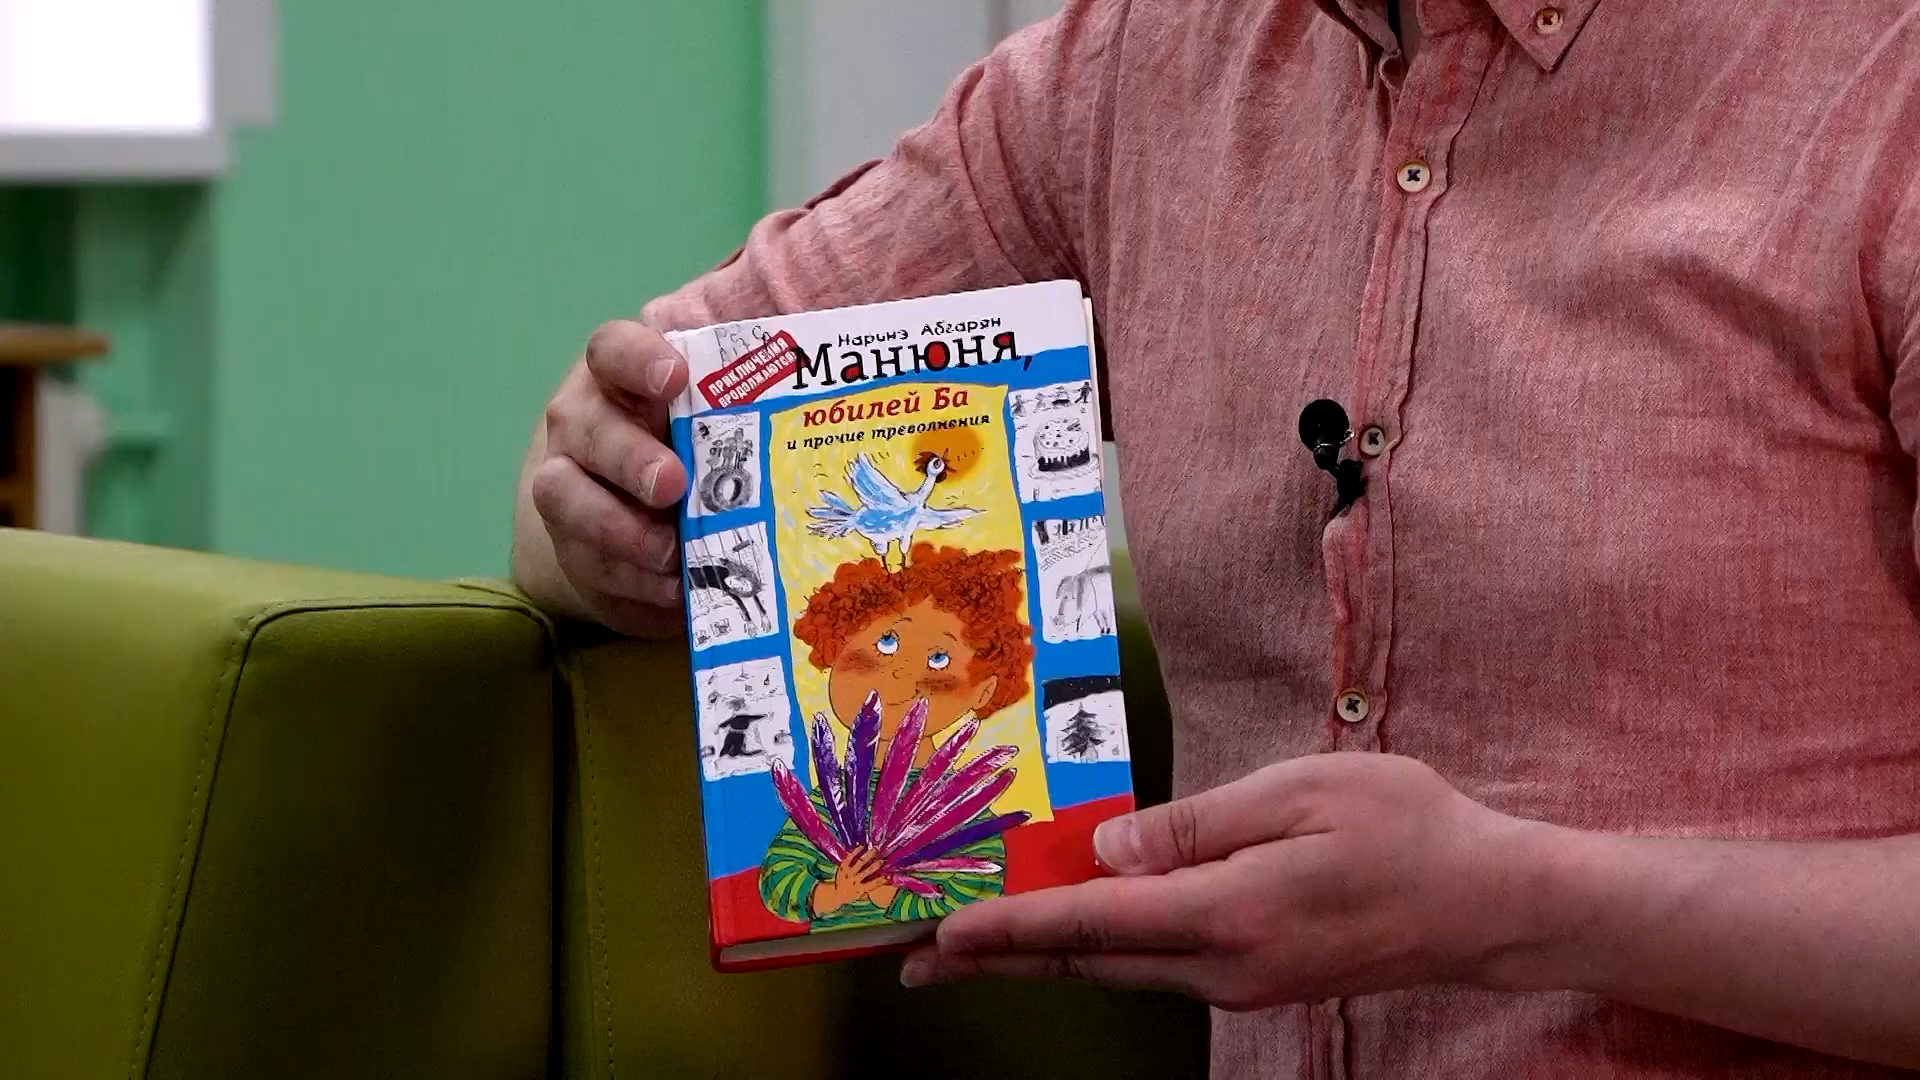 Наринэ Абгарян
ПРИКЛЮЧЕНИЯ
ПРОДОЛЖАЮТСЯ!
Манюня,
юбилей Ба
и прочие треволнения